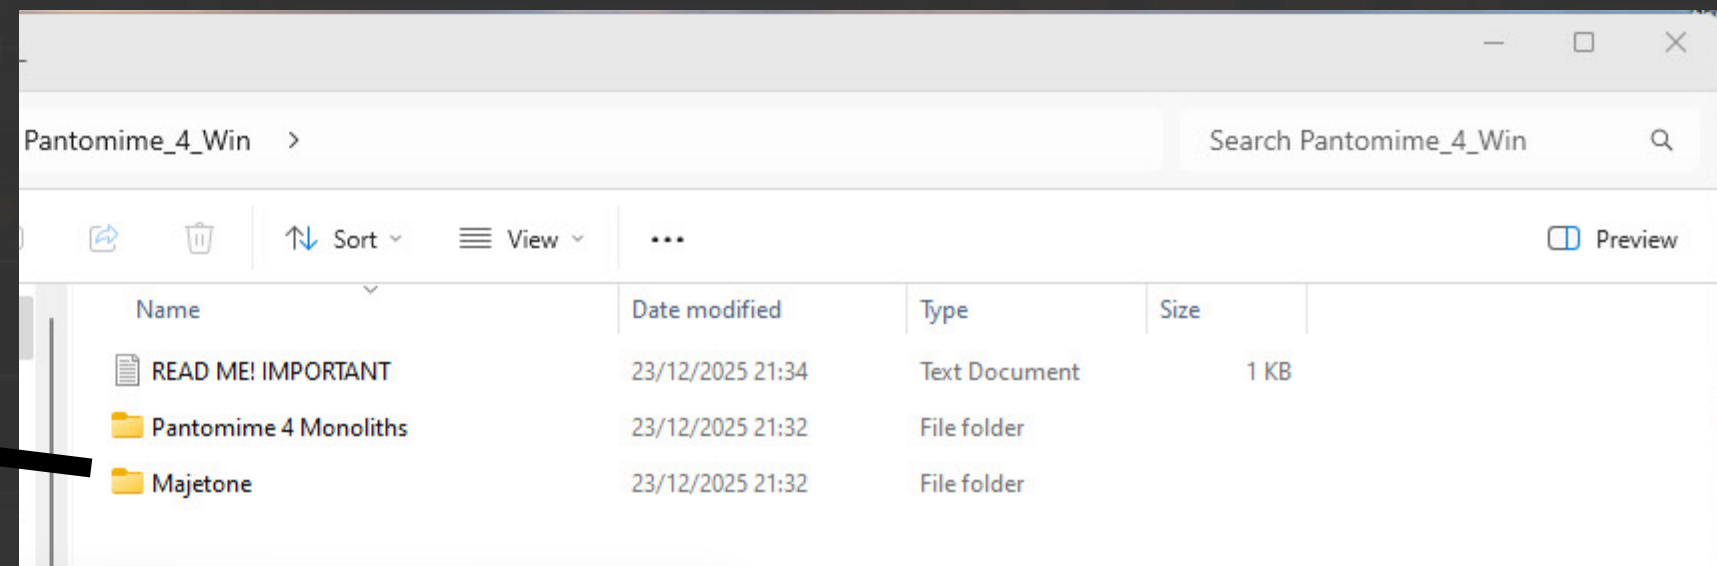 Pantomime_4_Win
Search Pantomime_4_Win
Sort
View
Preview
Name Date modified Type Size
READ ME! IMPORTANT 23/12/2025 21:34 Text Document 1 KB
Pantomime 4 Monoliths 23/12/2025 21:32 File folder
Majetone 23/12/2025 21:32 File folder